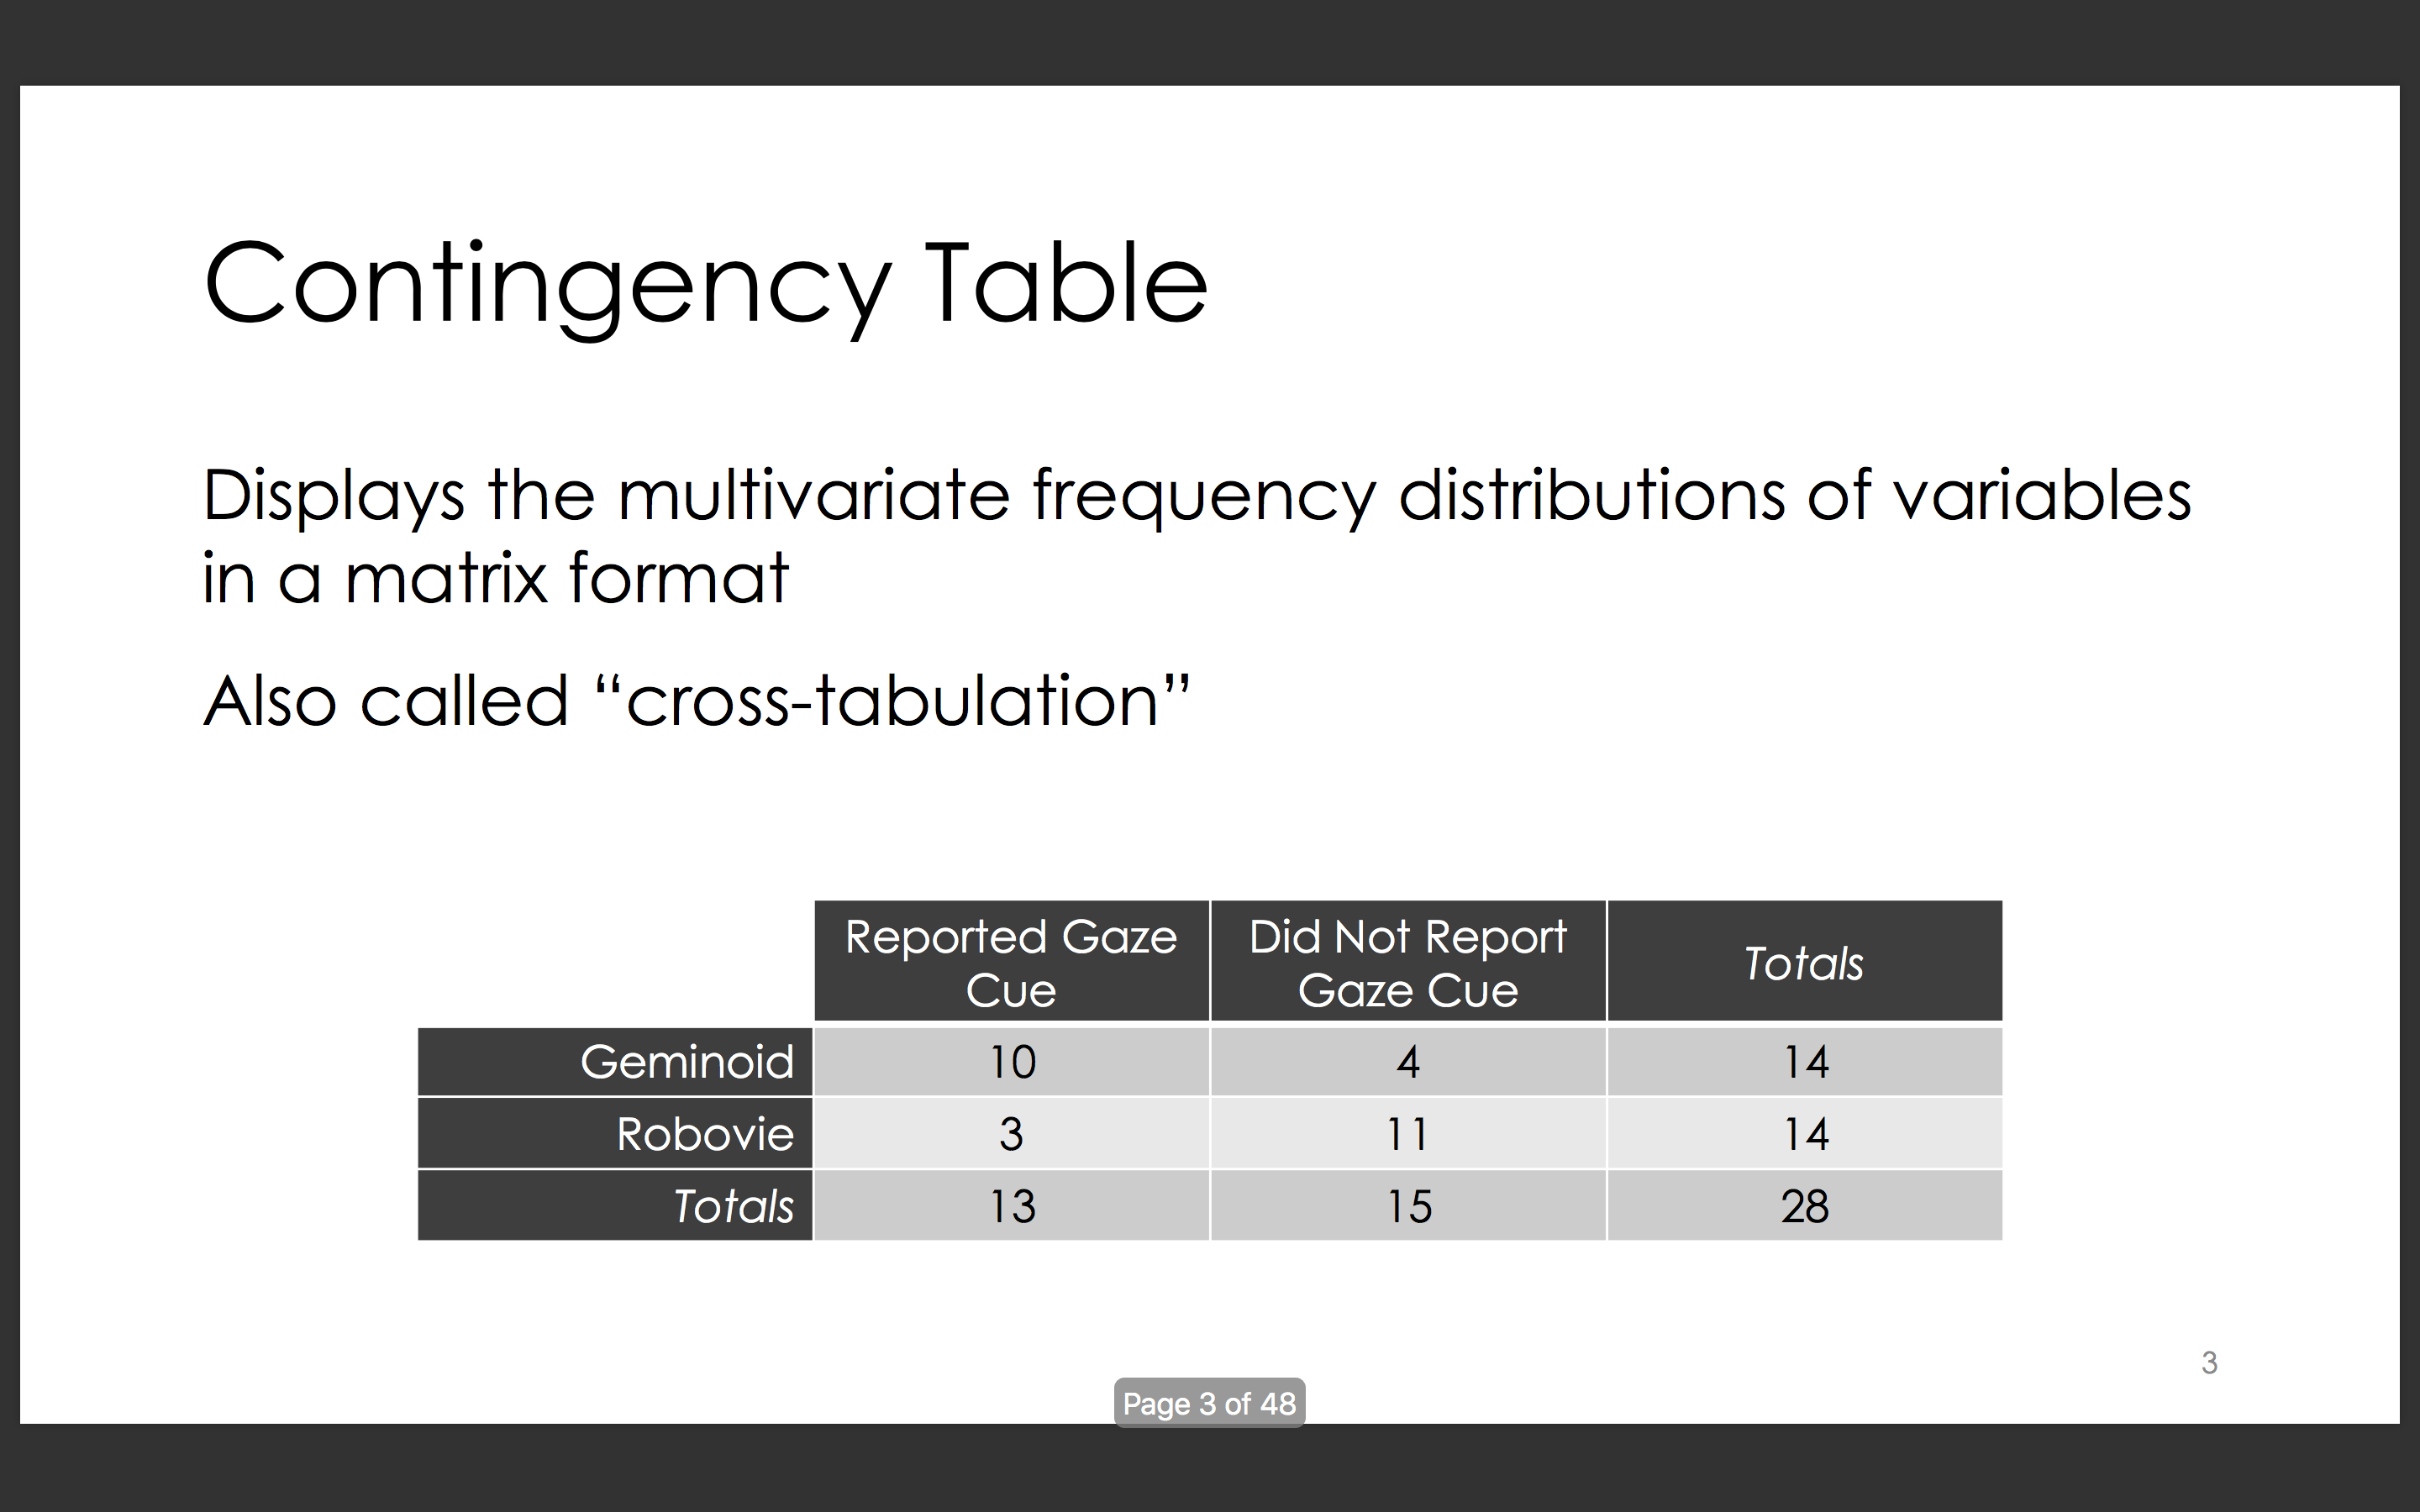 Contingency Table
Displays the multivariate frequency distributions of variables
in a matrix format
Also called “cross-tabulation”
Reported Gaze Cue Did Not Report Gaze Cue Totals
Geminoid 10 4 14
Robovie 3 11 14
Totals 13 15 28
3
Page 3 of 48